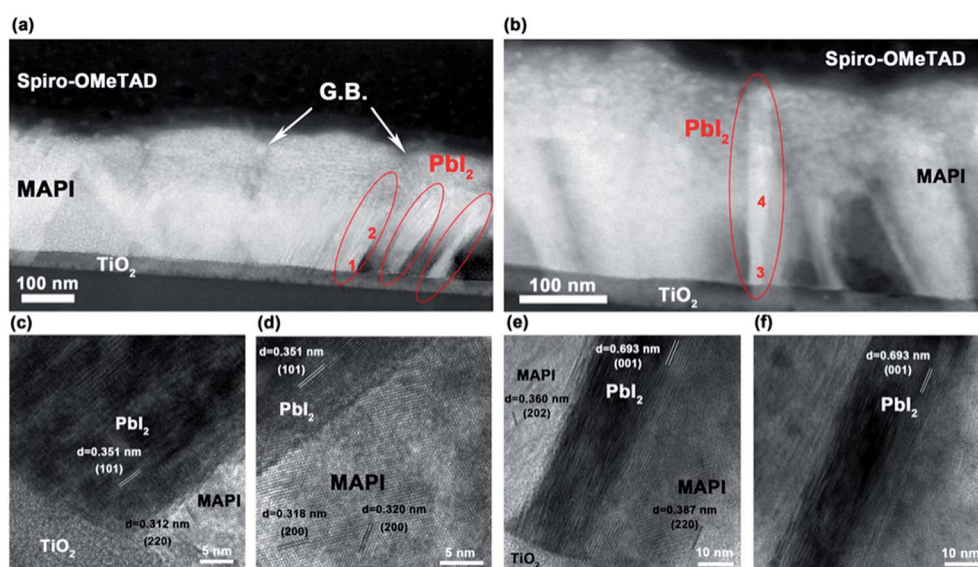 (a)
Spiro-OMeTAD
G.B.
PbI₂
MAPI
2
1
TiO₂
100 nm
(b)
Spiro-OMeTAD
PbI₂
MAPI
4
3
100 nm
TiO₂
(c)
PbI₂
d=0.351 nm
(101)
MAPI
d=0.312 nm
(220)
TiO₂
5 nm
(d)
d=0.351 nm
(101)
PbI₂
MAPI
d=0.318 nm
(200)
d=0.320 nm
(200)
5 nm
(e)
d=0.693 nm
(001)
MAPI
PbI₂
d=0.360 nm
(202)
MAPI
d=0.387 nm
(220)
TiO₂
10 nm
(f)
d=0.693 nm
(001)
PbI₂
10 nm